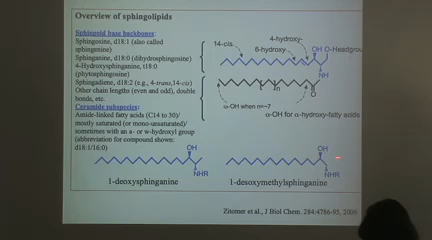 Overview of sphingolipids
Sphingoid base backbones:
Sphingosine, d18:1 (also called
sphingenine)
Sphinganine, d18:0 (dihydrosphingosine)
4-Hydroxysphinganine, t18:0
(phytosphingosine)
Sphingadiene, d18:2 (e.g., 4-trans,14-cis)
Other chain lengths (even and odd), double
bonds, etc.
Ceramide subspecies:
Amide-linked fatty acids (C14 to 30)/
mostly saturated (or mono-unsaturated)/
sometimes with an a- or w-hydroxyl group
(abbreviation for compound shown:
d18:1/16:0)
14-cis
4-hydroxy-
6-hydroxy-
OH O-Headgrou
NH
O
n
ω-OH when n=~7
α-OH for α-hydroxy-fatty acids
OH
NHR
1-deoxysphinganine
OH
NHR
1-desoxymethylsphinganine
Zitomer et al., J Biol Chem. 284:4786-95, 2009